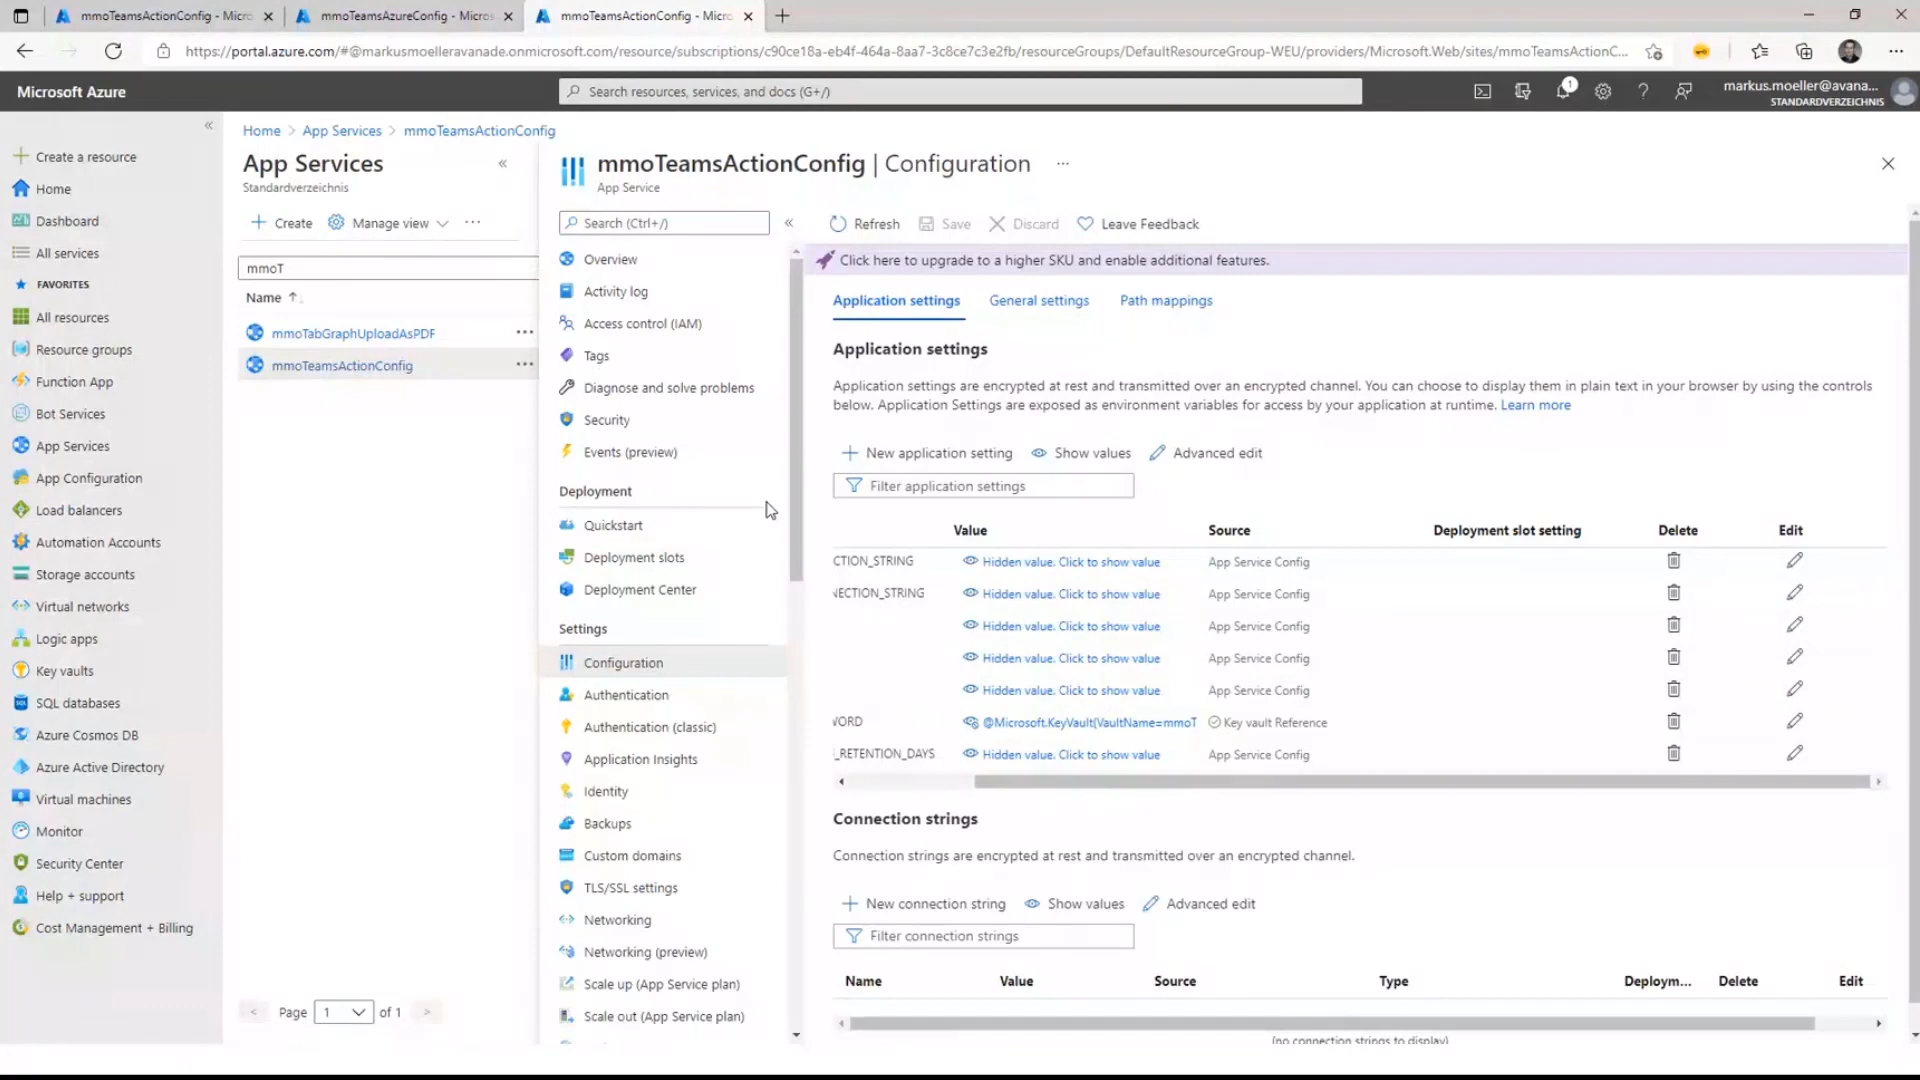 mmoTeamsActionConfig - Micro
mmoTeamsAzureConfig - Micros
mmoTeamsActionConfig - Micro
https://portal.azure.com/#@markusmoelleravanade.onmicrosoft.com/resource/subscriptions/c90ce18a-eb4f-464a-8aa7-3c8ce7c3e2fb/resourceGroups/DefaultResourceGroup-WEU/providers/Microsoft.Web/sites/mmoTeamsActionC...
Microsoft Azure
Search resources, services, and docs (G+/)
1
markus.moeller@avana...
STANDARDVERZEICHNIS
Create a resource
Home
Dashboard
All services
FAVORITES
All resources
Resource groups
Function App
Bot Services
App Services
App Configuration
Load balancers
Automation Accounts
Storage accounts
Virtual networks
Logic apps
Key vaults
SQL databases
Azure Cosmos DB
Azure Active Directory
Virtual machines
Monitor
Security Center
Help + support
Cost Management + Billing
Home > App Services > mmoTeamsActionConfig
App Services
Standardverzeichnis
Create
Manage view
mmoT
Name
mmoTabGraphUploadAsPDF
mmoTeamsActionConfig
< Page 1 of 1 >
mmoTeamsActionConfig | Configuration
App Service
Search (Ctrl+/)
Overview
Activity log
Access control (IAM)
Tags
Diagnose and solve problems
Security
Events (preview)
Deployment
Quickstart
Deployment slots
Deployment Center
Settings
Configuration
Authentication
Authentication (classic)
Application Insights
Identity
Backups
Custom domains
TLS/SSL settings
Networking
Networking (preview)
Scale up (App Service plan)
Scale out (App Service plan)
Refresh Save Discard Leave Feedback
Click here to upgrade to a higher SKU and enable additional features.
Application settings General settings Path mappings
Application settings
Application settings are encrypted at rest and transmitted over an encrypted channel. You can choose to display them in plain text in your browser by using the controls
below. Application Settings are exposed as environment variables for access by your application at runtime. Learn more
New application setting Show values Advanced edit
Filter application settings
Value Source Deployment slot setting Delete Edit
CTION_STRING Hidden value. Click to show value App Service Config
NECTION_STRING Hidden value. Click to show value App Service Config
Hidden value. Click to show value App Service Config
Hidden value. Click to show value App Service Config
Hidden value. Click to show value App Service Config
WORD @Microsoft.KeyVault(VaultName=mmoT Key vault Reference
_RETENTION_DAYS Hidden value. Click to show value App Service Config
Connection strings
Connection strings are encrypted at rest and transmitted over an encrypted channel.
New connection string Show values Advanced edit
Filter connection strings
Name Value Source Type Deploym... Delete Edit
(no connection strings to display)